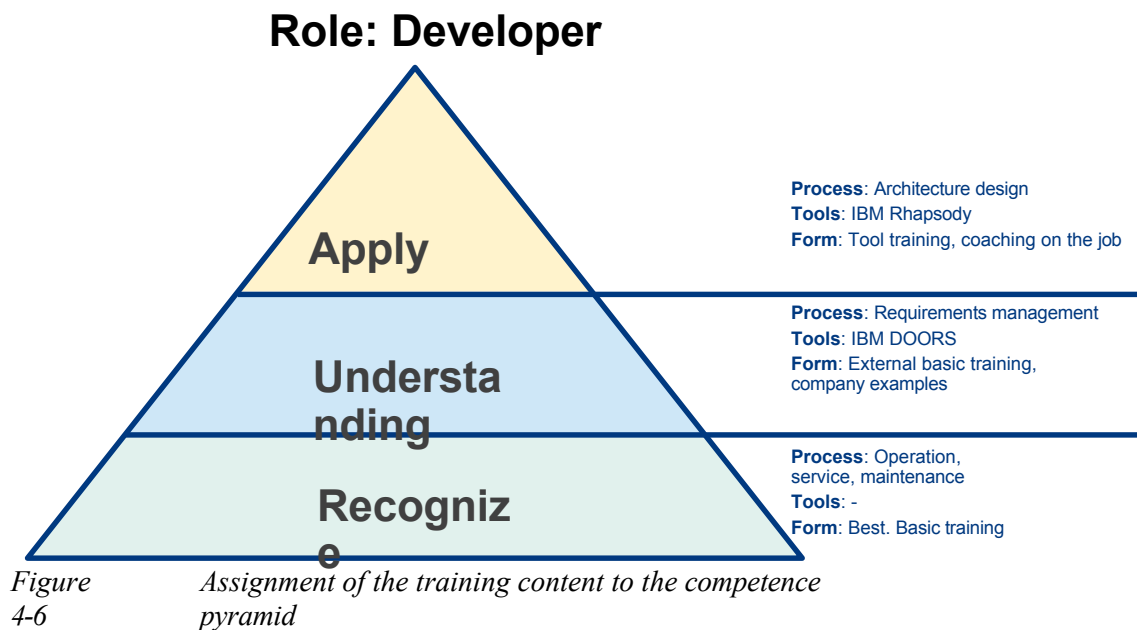 Role: Developer
Apply
Process: Architecture design
Tools: IBM Rhapsody
Form: Tool training, coaching on the job
Understa
nding
Process: Requirements management
Tools: IBM DOORS
Form: External basic training,
company examples
Recogniz
e
Process: Operation,
service, maintenance
Tools: -
Form: Best. Basic training
Figure Assignment of the training content to the competence
4-6 pyramid